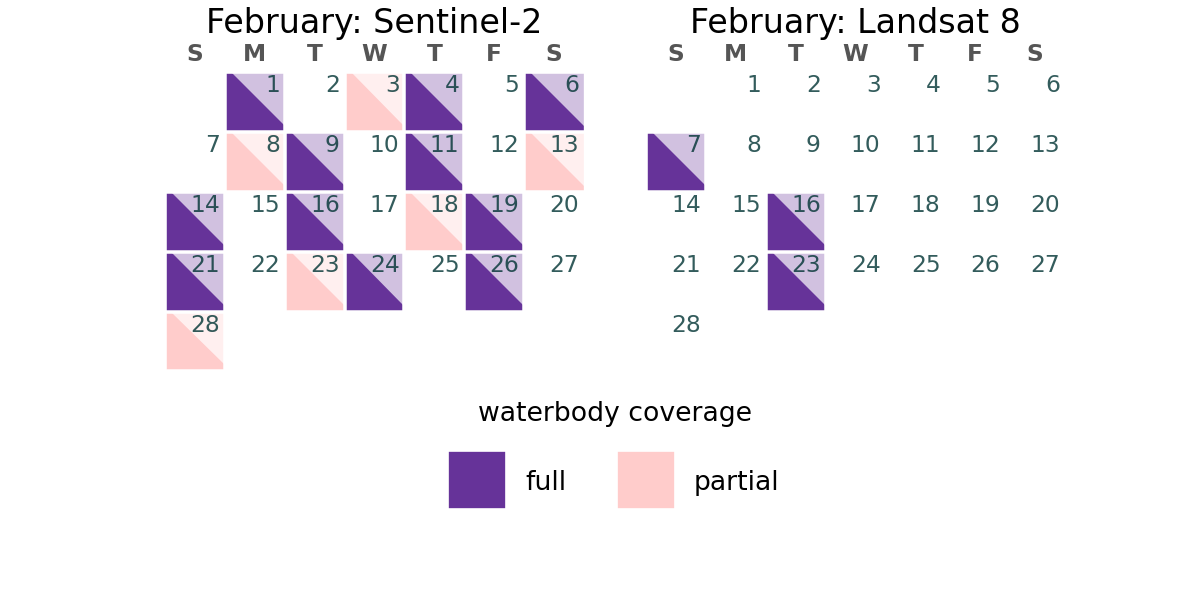 February: Sentinel-2
S M T W T F S
1 2 3 4 5 6
7 8 9 10 11 12 13
14 15 16 17 18 19 20
21 22 23 24 25 26 27
28
February: Landsat 8
S M T W T F S
1 2 3 4 5 6
7 8 9 10 11 12 13
14 15 16 17 18 19 20
21 22 23 24 25 26 27
28
waterbody coverage
full
partial